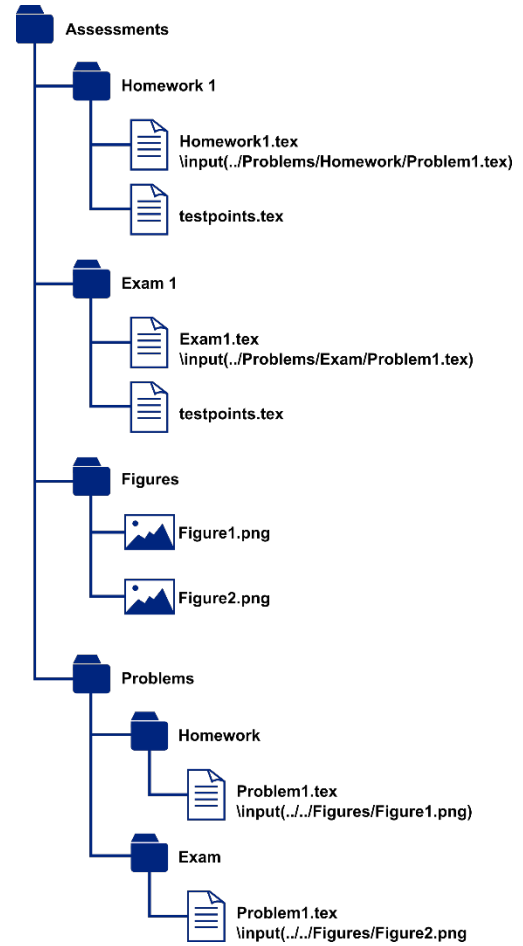 Assessments
Homework 1
Homework1.tex
\input(../Problems/Homework/Problem1.tex)
testpoints.tex
Exam 1
Exam1.tex
\input(../Problems/Exam/Problem1.tex)
testpoints.tex
Figures
Figure1.png
Figure2.png
Problems
Homework
Problem1.tex
\input(../../Figures/Figure1.png)
Exam
Problem1.tex
\input(../../Figures/Figure2.png